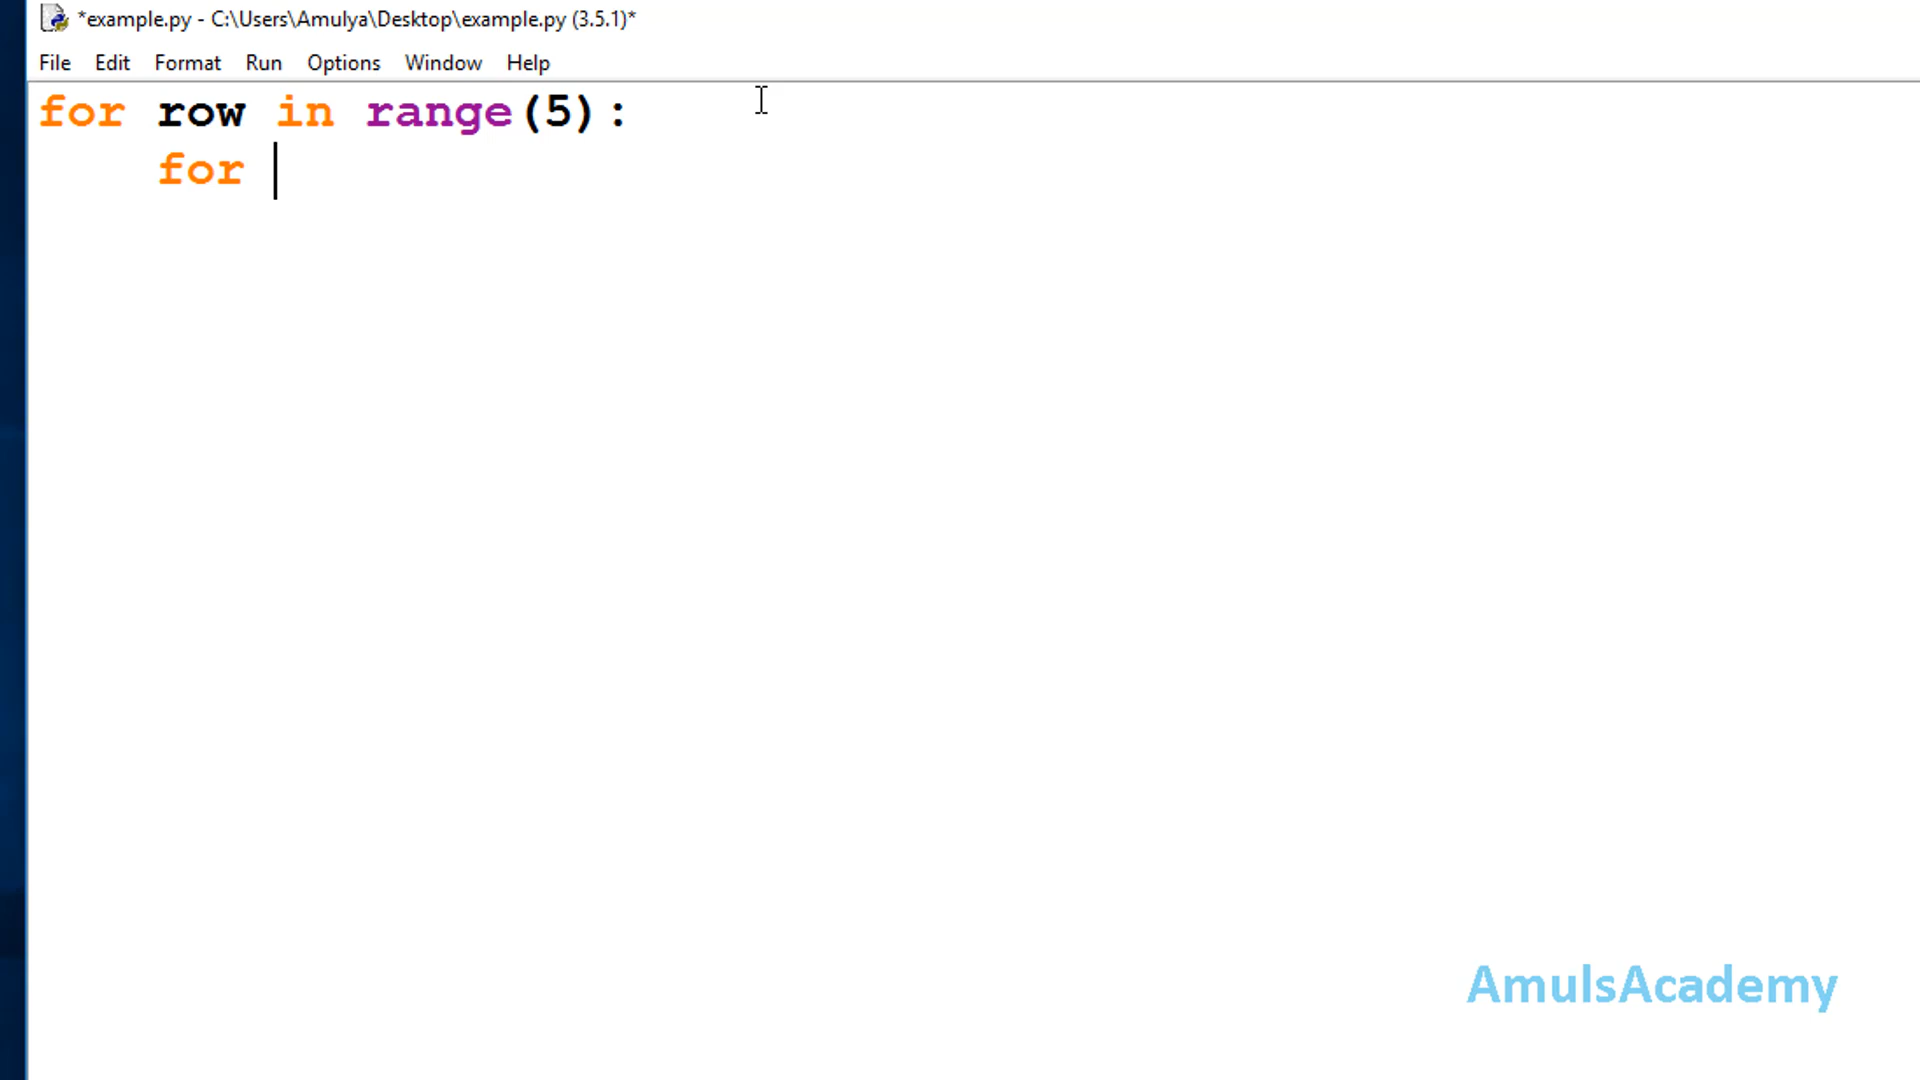 *example.py - C:\Users\Amulya\Desktop\example.py (3.5.1)*
File Edit Format Run Options Window Help
for row in range(5):
    for
AmulsAcademy